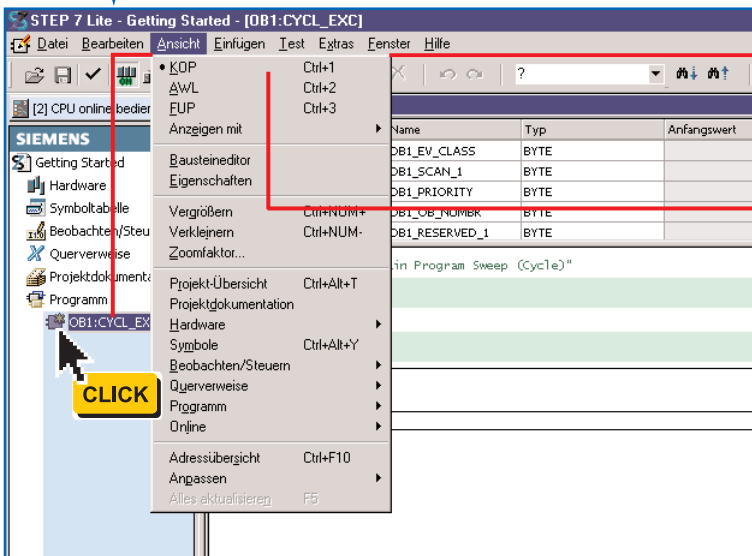 STEP 7 Lite - Getting Started - [OB1:CYCL_EXC]
Datei Bearbeiten Ansicht Einfügen Test Extras Fenster Hilfe
?
[2] CPU online bedier
SIEMENS
Getting Started
Hardware
Symboltabelle
Beobachten/Steu
Querverweise
Projektdokumenta
Programm
OB1:CYCL_EX
CLICK
KOP Ctrl+1
AWL Ctrl+2
FUP Ctrl+3
Anzeigen mit
Bausteineditor
Eigenschaften
Vergrößern Ctrl+NUM+
Verkleinern Ctrl+NUM-
Zoomfaktor...
Projekt-Übersicht Ctrl+Alt+T
Projektdokumentation
Hardware
Symbole Ctrl+Alt+Y
Beobachten/Steuern
Querverweise
Programm
Online
Adressübersicht Ctrl+F10
Anpassen
Alles aktualisieren F5
Name Typ Anfangswert
OB1_EV_CLASS BYTE
OB1_SCAN_1 BYTE
OB1_PRIORITY BYTE
OB1_OB_NUMBR BYTE
OB1_RESERVED_1 BYTE
in Program Sweep (Cycle)"